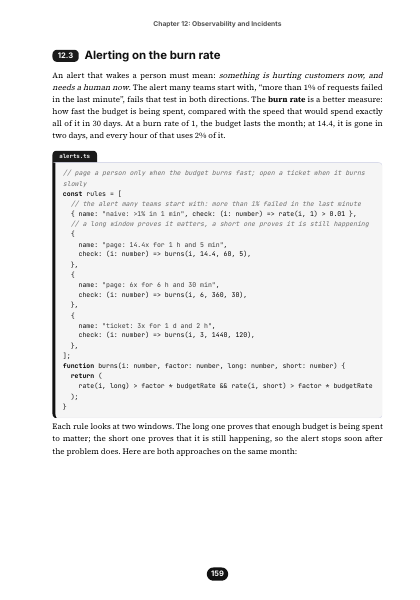 Chapter 12: Observability and Incidents
12.3 Alerting on the burn rate
An alert that wakes a person must mean: something is hurting customers now, and
needs a human now. The alert many teams start with, “more than 1% of requests failed
in the last minute”, fails that test in both directions. The burn rate is a better measure:
how fast the budget is being spent, compared with the speed that would spend exactly
all of it in 30 days. At a burn rate of 1, the budget lasts the month; at 14.4, it is gone in
two days, and every hour of that uses 2% of it.
alerts.ts
// page a person only when the budget burns fast; open a ticket when it burns
slowly
const rules = [
// the alert many teams start with: more than 1% failed in the last minute
{ name: "naive: >1% in 1 min", check: (i: number) => rate(i, 1) > 0.01 },
// a long window proves it matters, a short one proves it is still happening
{
name: "page: 14.4x for 1 h and 5 min",
check: (i: number) => burns(i, 14.4, 60, 5),
},
{
name: "page: 6x for 6 h and 30 min",
check: (i: number) => burns(i, 6, 360, 30),
},
{
name: "ticket: 3x for 1 d and 2 h",
check: (i: number) => burns(i, 3, 1440, 120),
},
];
function burns(i: number, factor: number, long: number, short: number) {
return (
rate(i, long) > factor * budgetRate && rate(i, short) > factor * budgetRate
);
}
Each rule looks at two windows. The long one proves that enough budget is being spent
to matter; the short one proves that it is still happening, so the alert stops soon after
the problem does. Here are both approaches on the same month:
159